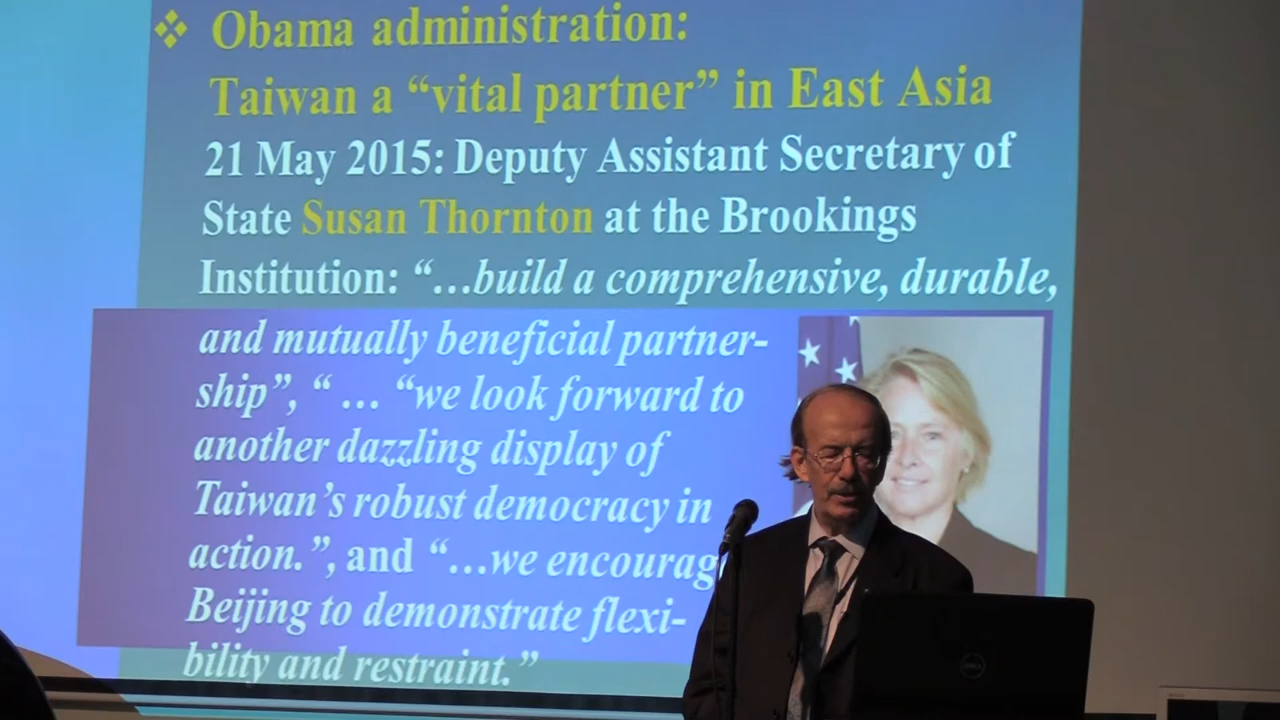 ❖ Obama administration:
Taiwan a “vital partner” in East Asia
21 May 2015: Deputy Assistant Secretary of
State Susan Thornton at the Brookings
Institution: “…build a comprehensive, durable,
and mutually beneficial partner-
ship”, “ … “we look forward to
another dazzling display of
Taiwan’s robust democracy in
action.”, and “…we encourag
Beijing to demonstrate flexi-
bility and restraint.”
DELL